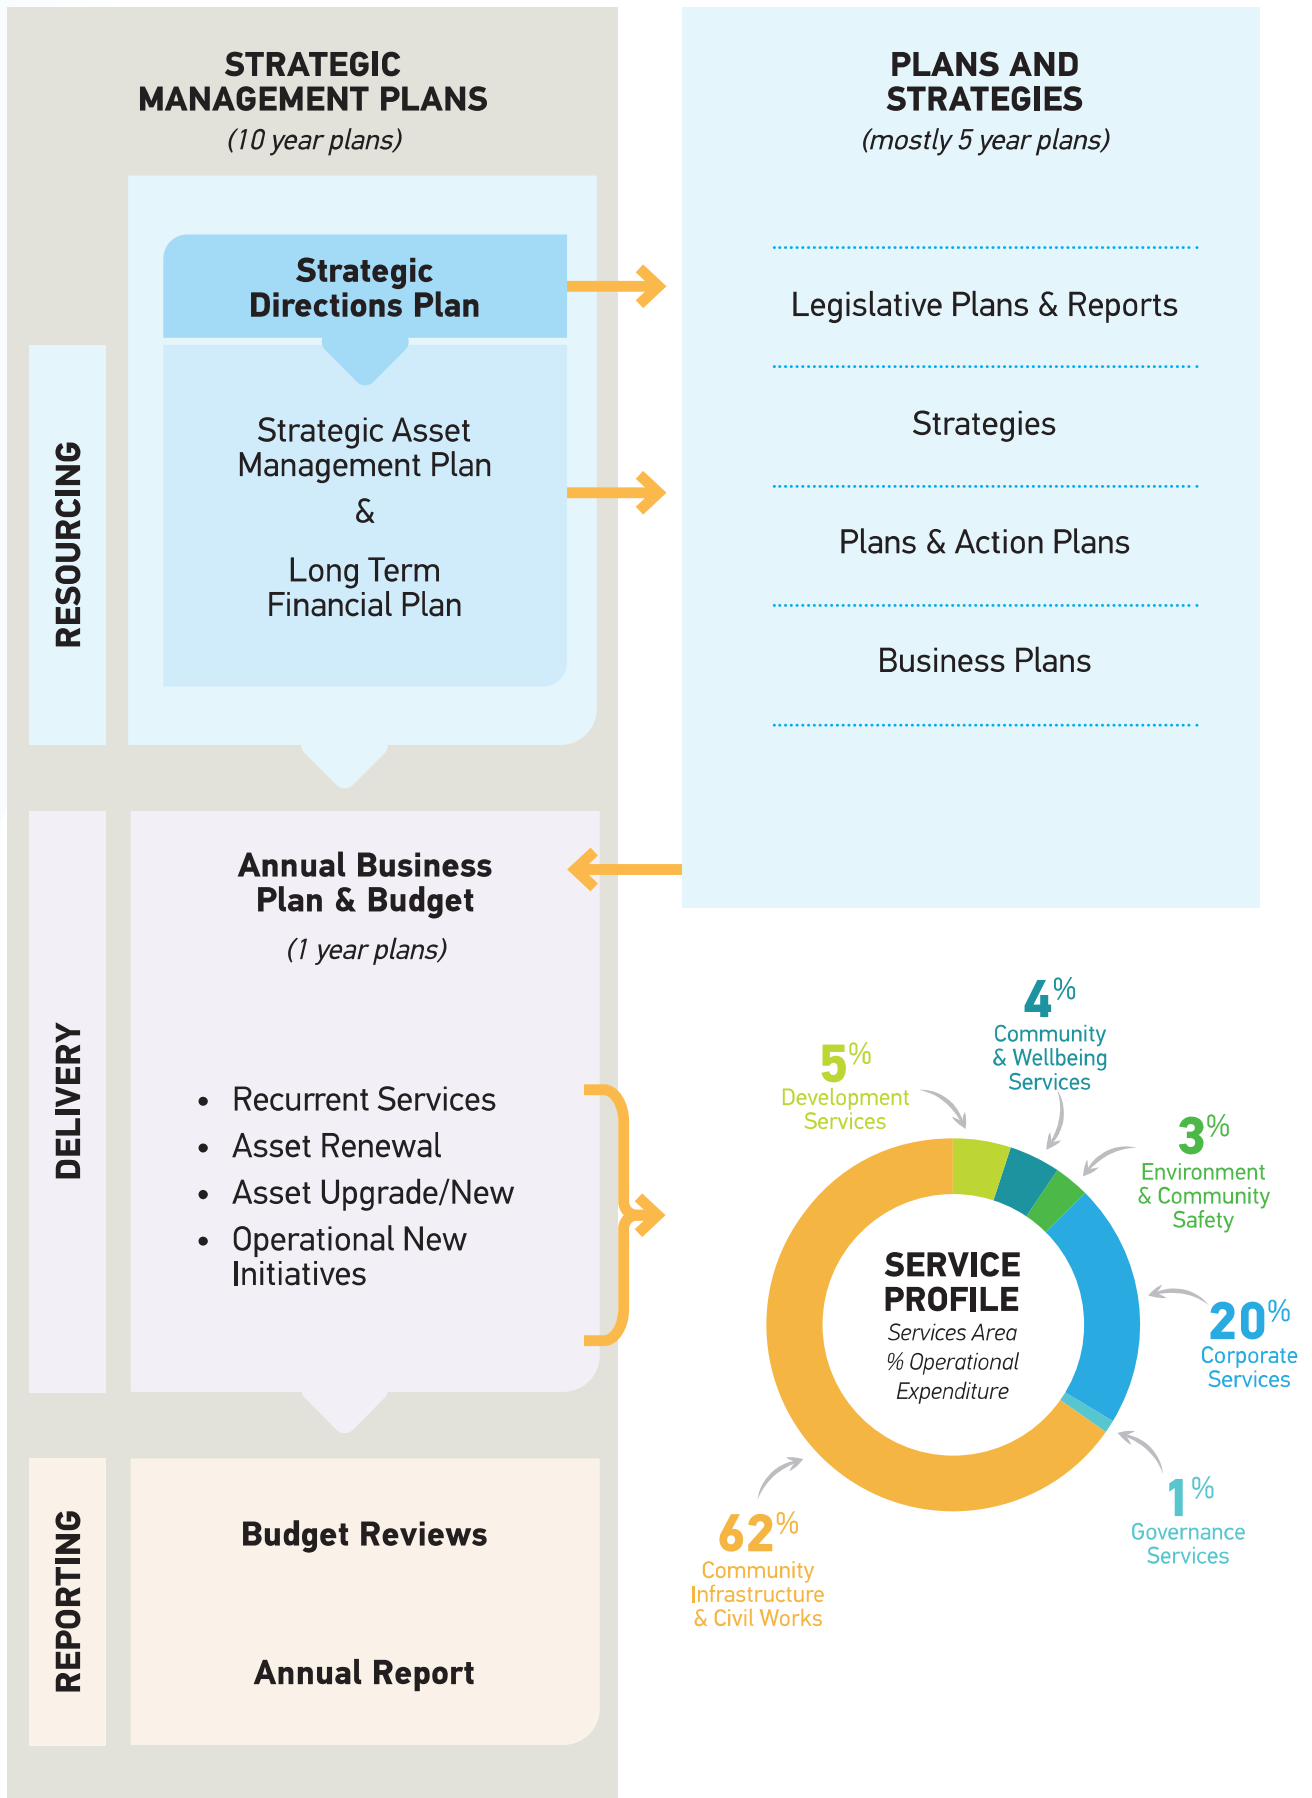 STRATEGIC
MANAGEMENT PLANS
(10 year plans)
Strategic
Directions Plan
RESOURCING
Strategic Asset
Management Plan
&
Long Term
Financial Plan
PLANS AND
STRATEGIES
(mostly 5 year plans)
Legislative Plans & Reports
Strategies
Plans & Action Plans
Business Plans
DELIVERY
Annual Business
Plan & Budget
(1 year plans)
• Recurrent Services
• Asset Renewal
• Asset Upgrade/New
• Operational New
Initiatives
REPORTING
Budget Reviews
Annual Report
SERVICE
PROFILE
Services Area
% Operational
Expenditure
5%
Development
Services
4%
Community
& Wellbeing
Services
3%
Environment
& Community
Safety
20%
Corporate
Services
1%
Governance
Services
62%
Community
Infrastructure
& Civil Works